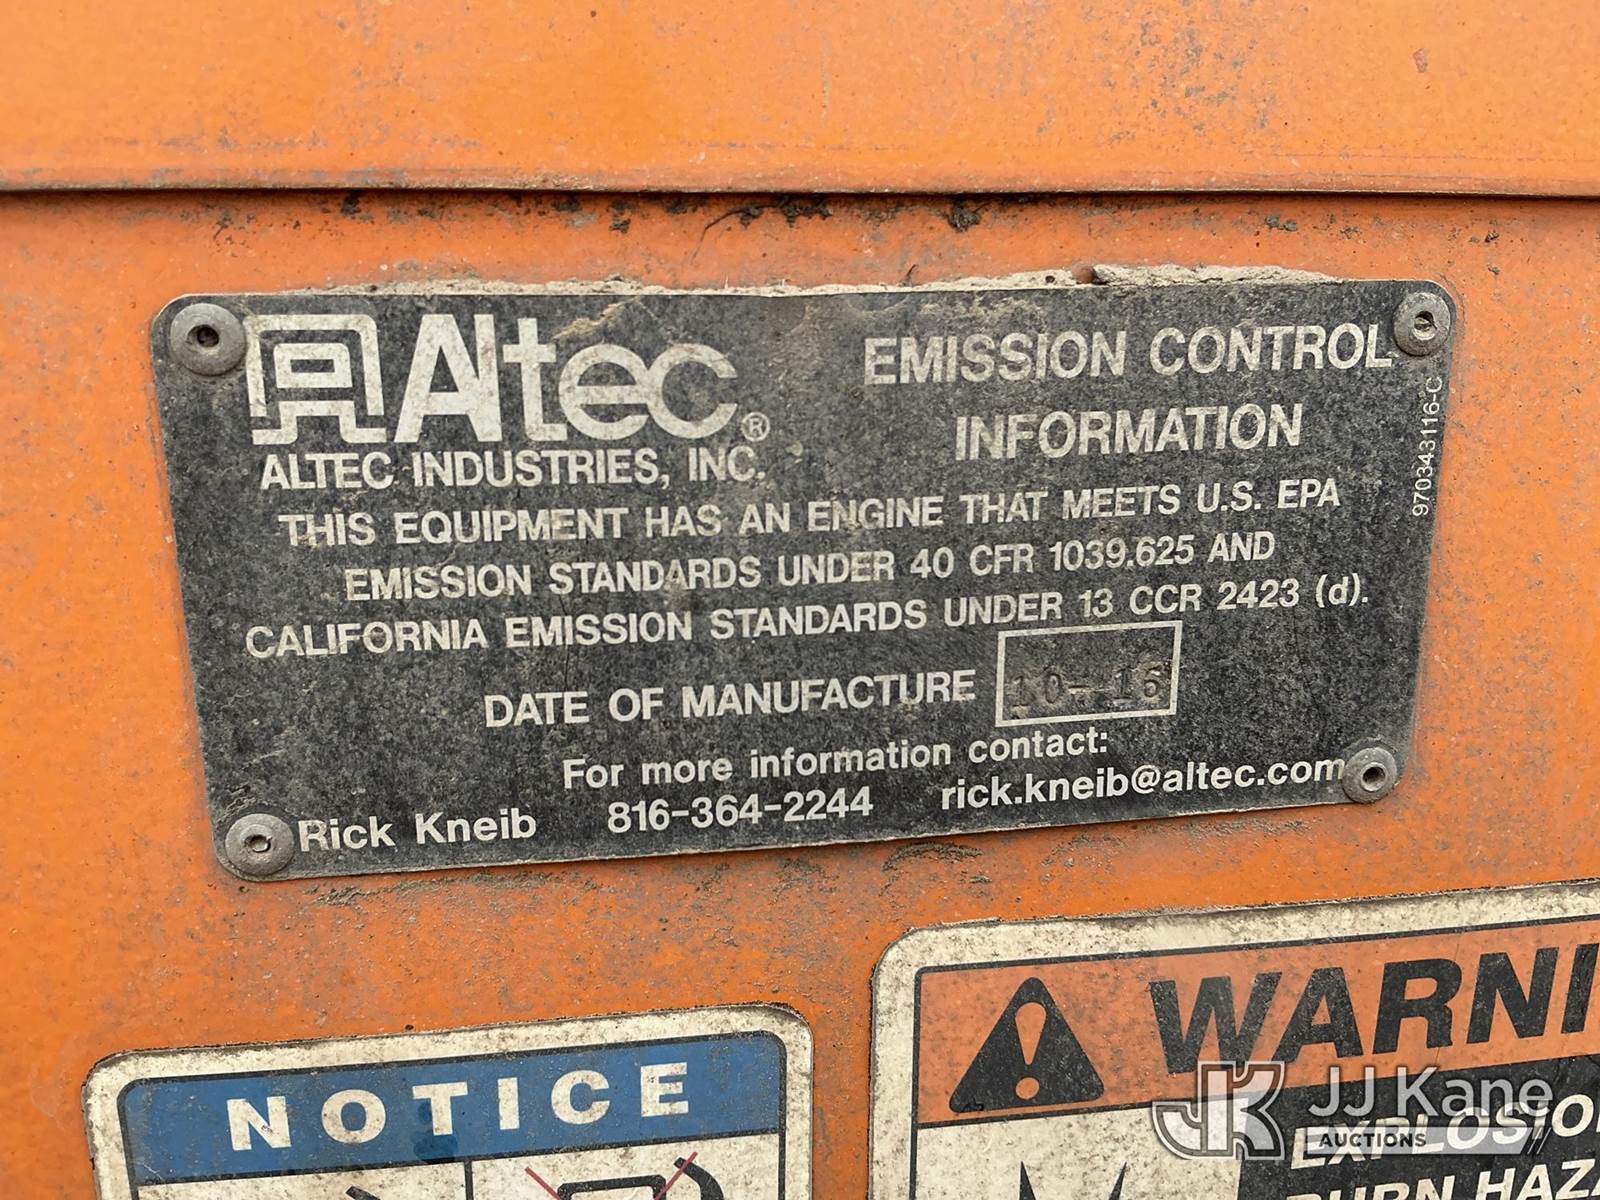 Altec®
ALTEC INDUSTRIES, INC.
EMISSION CONTROL
INFORMATION
970343116-C
THIS EQUIPMENT HAS AN ENGINE THAT MEETS U.S. EPA
EMISSION STANDARDS UNDER 40 CFR 1039.625 AND
CALIFORNIA EMISSION STANDARDS UNDER 13 CCR 2423 (d).
DATE OF MANUFACTURE 10-16
For more information contact:
Rick Kneib 816-364-2244 rick.kneib@altec.com
NOTICE
WARNI
EXPLOSIO
BURN HAZA
JJ Kane
AUCTIONS